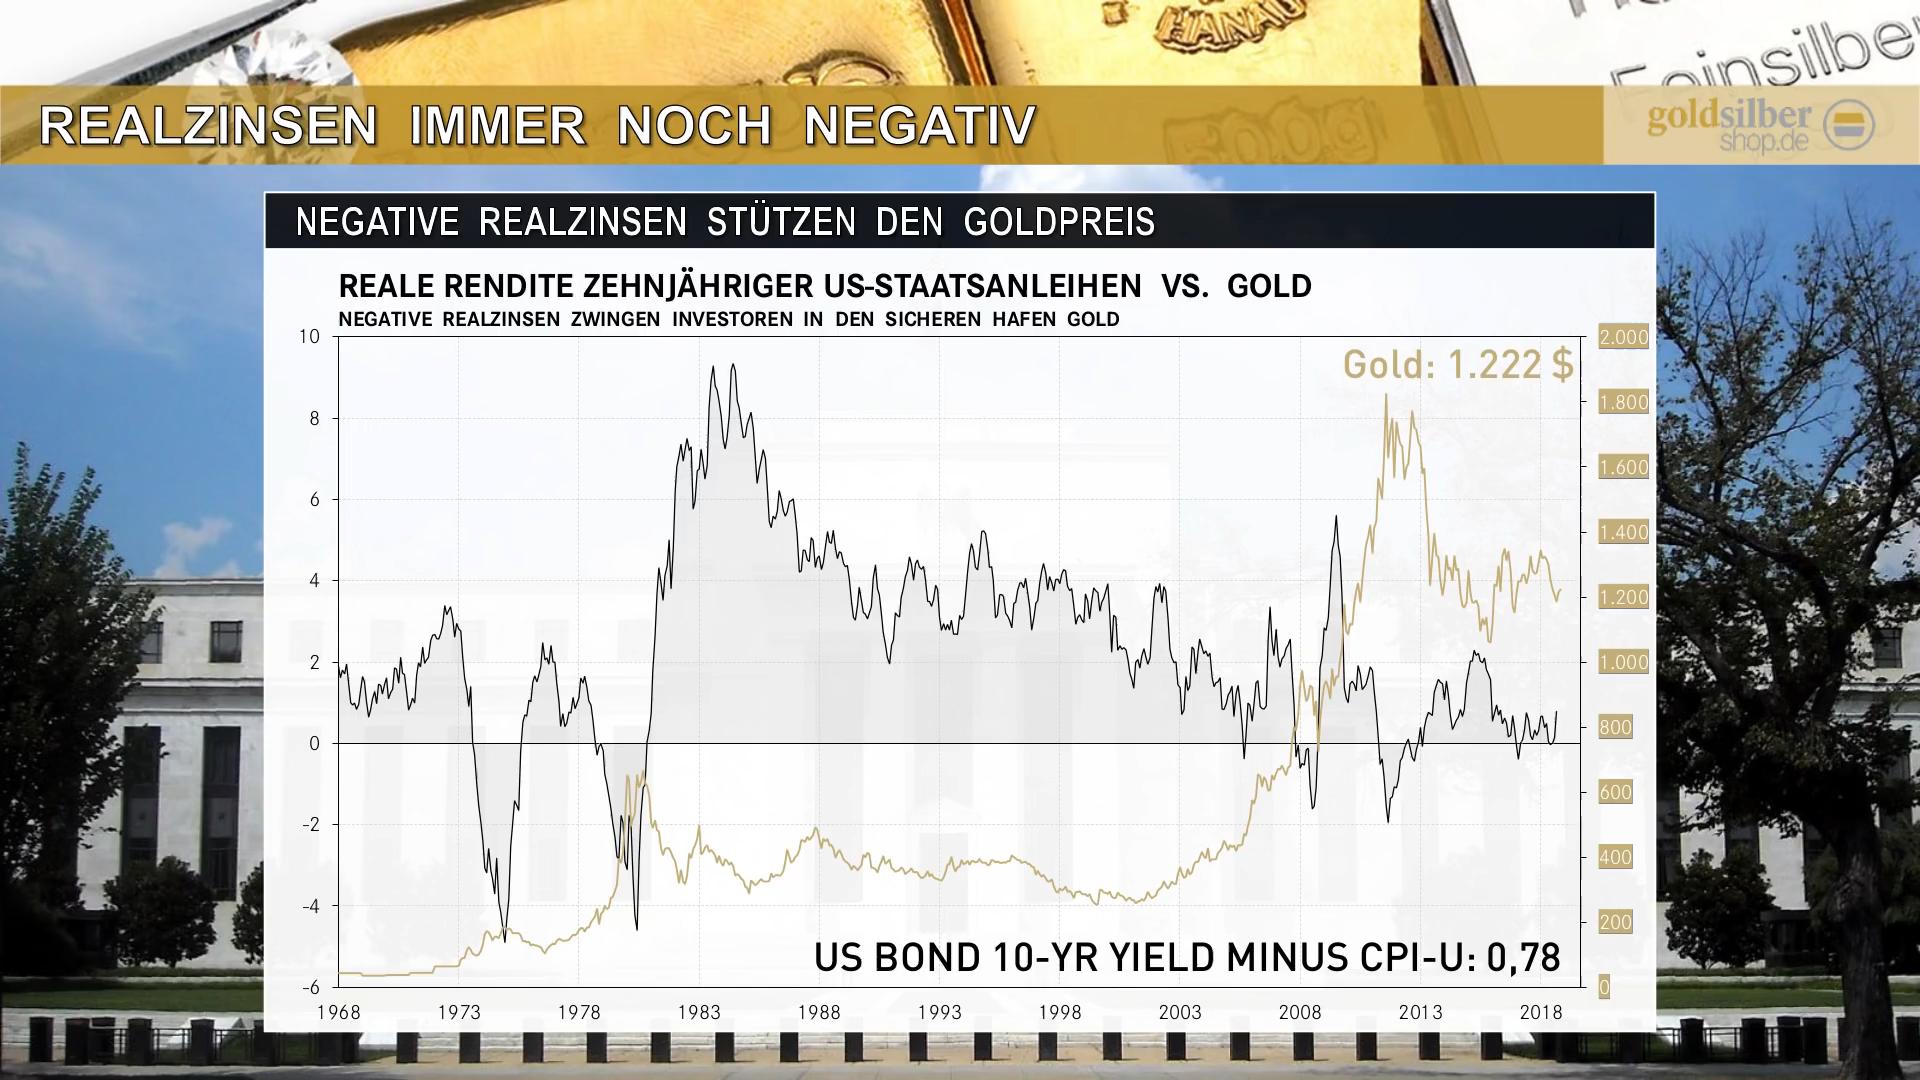 HANAU
Feinsilber
500g
REALZINSEN IMMER NOCH NEGATIV
goldsilber
shop.de
NEGATIVE REALZINSEN STÜTZEN DEN GOLDPREIS
REALE RENDITE ZEHNJÄHRIGER US-STAATSANLEIHEN VS. GOLD
NEGATIVE REALZINSEN ZWINGEN INVESTOREN IN DEN SICHEREN HAFEN GOLD
Gold: 1.222 $
10
8
6
4
2
0
-2
-4
-6
2.000
1.800
1.600
1.400
1.200
1.000
800
600
400
200
0
US BOND 10-YR YIELD MINUS CPI-U: 0,78
1968 1973 1978 1983 1988 1993 1998 2003 2008 2013 2018